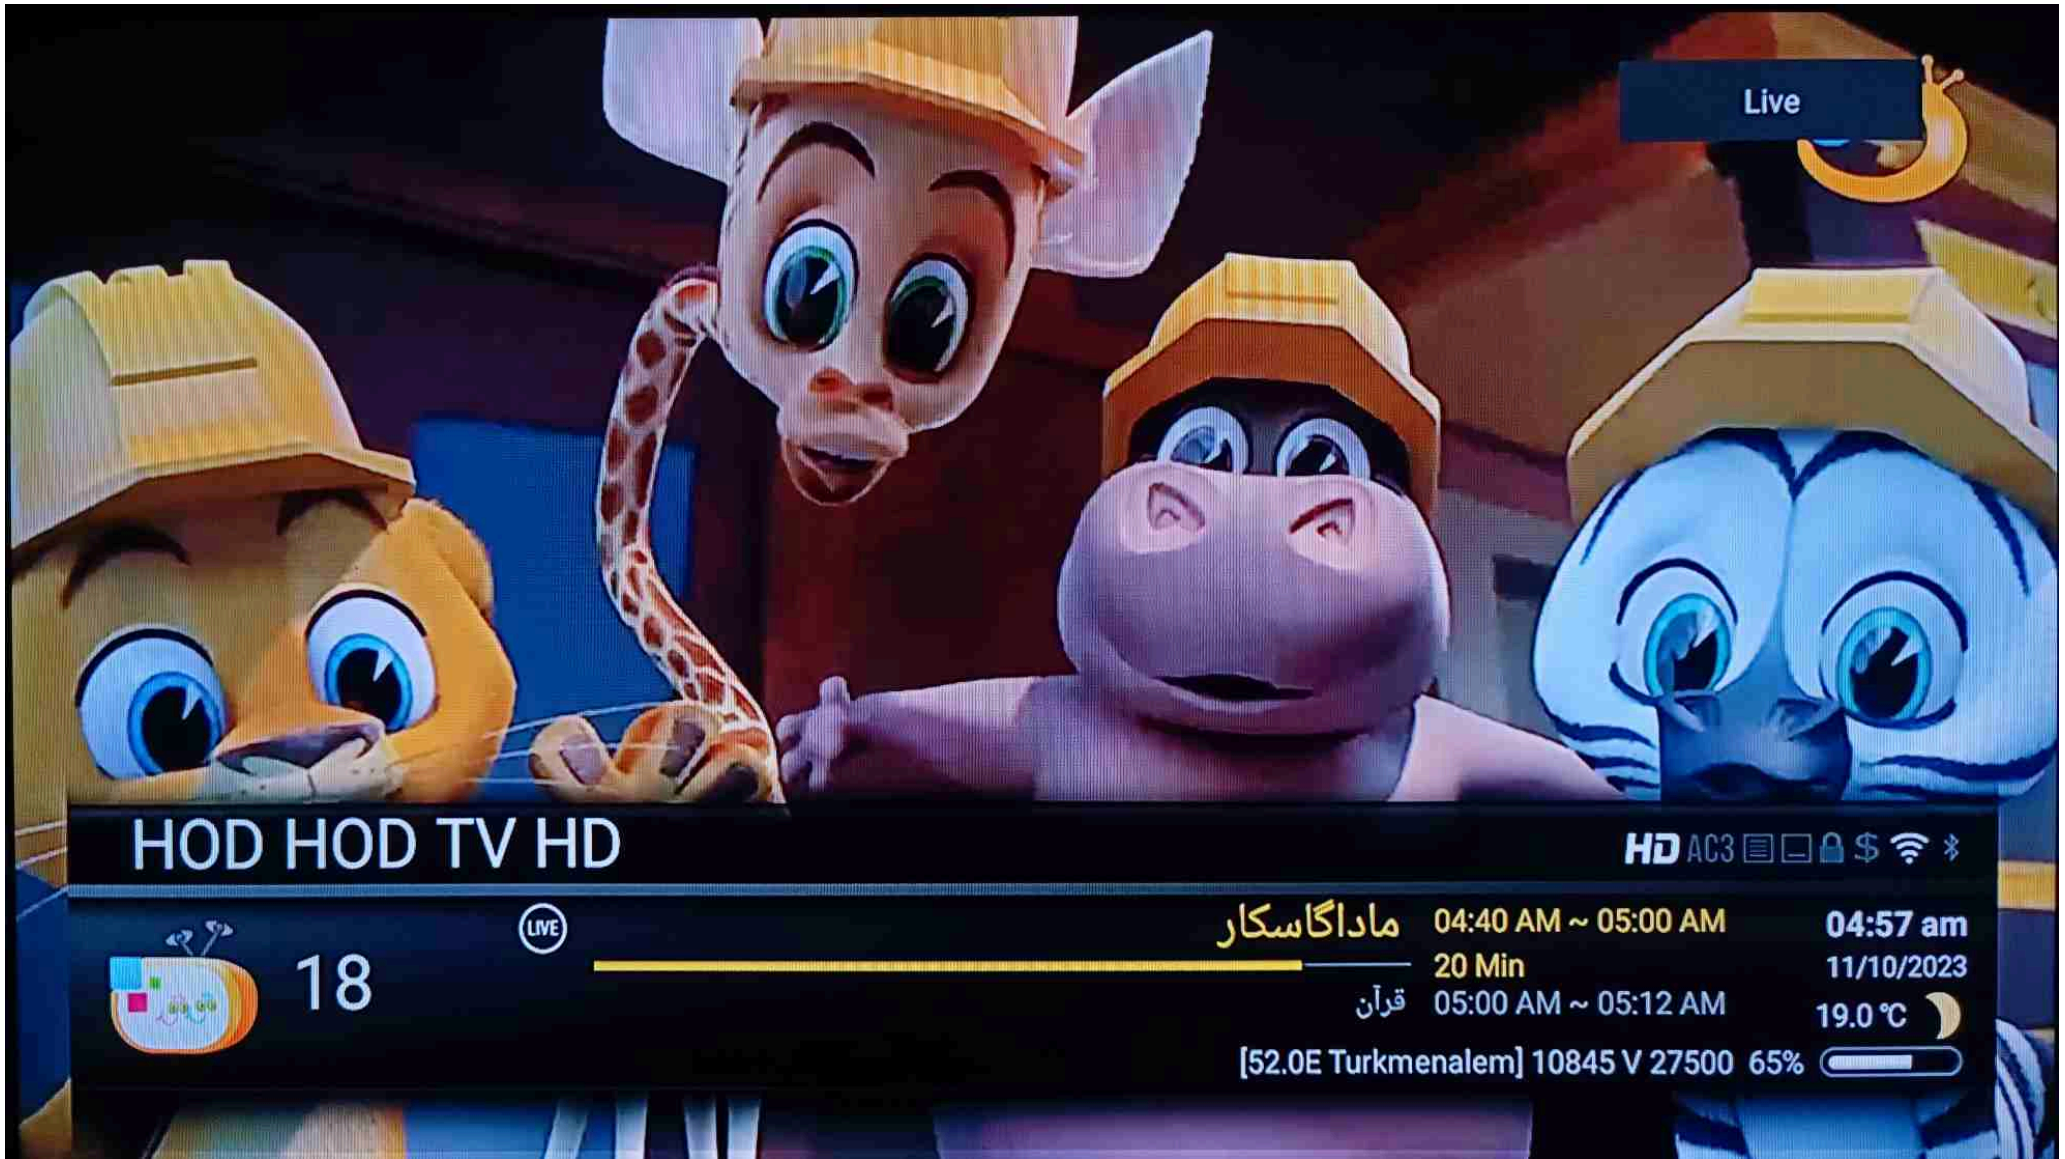 Live
HOD HOD TV HD
HD AC3 $
LIVE
18
ماداگاسکار 04:40 AM ~ 05:00 AM
20 Min
قرآن 05:00 AM ~ 05:12 AM
04:57 am
11/10/2023
19.0 °C
[52.0E Turkmenalem] 10845 V 27500 65%